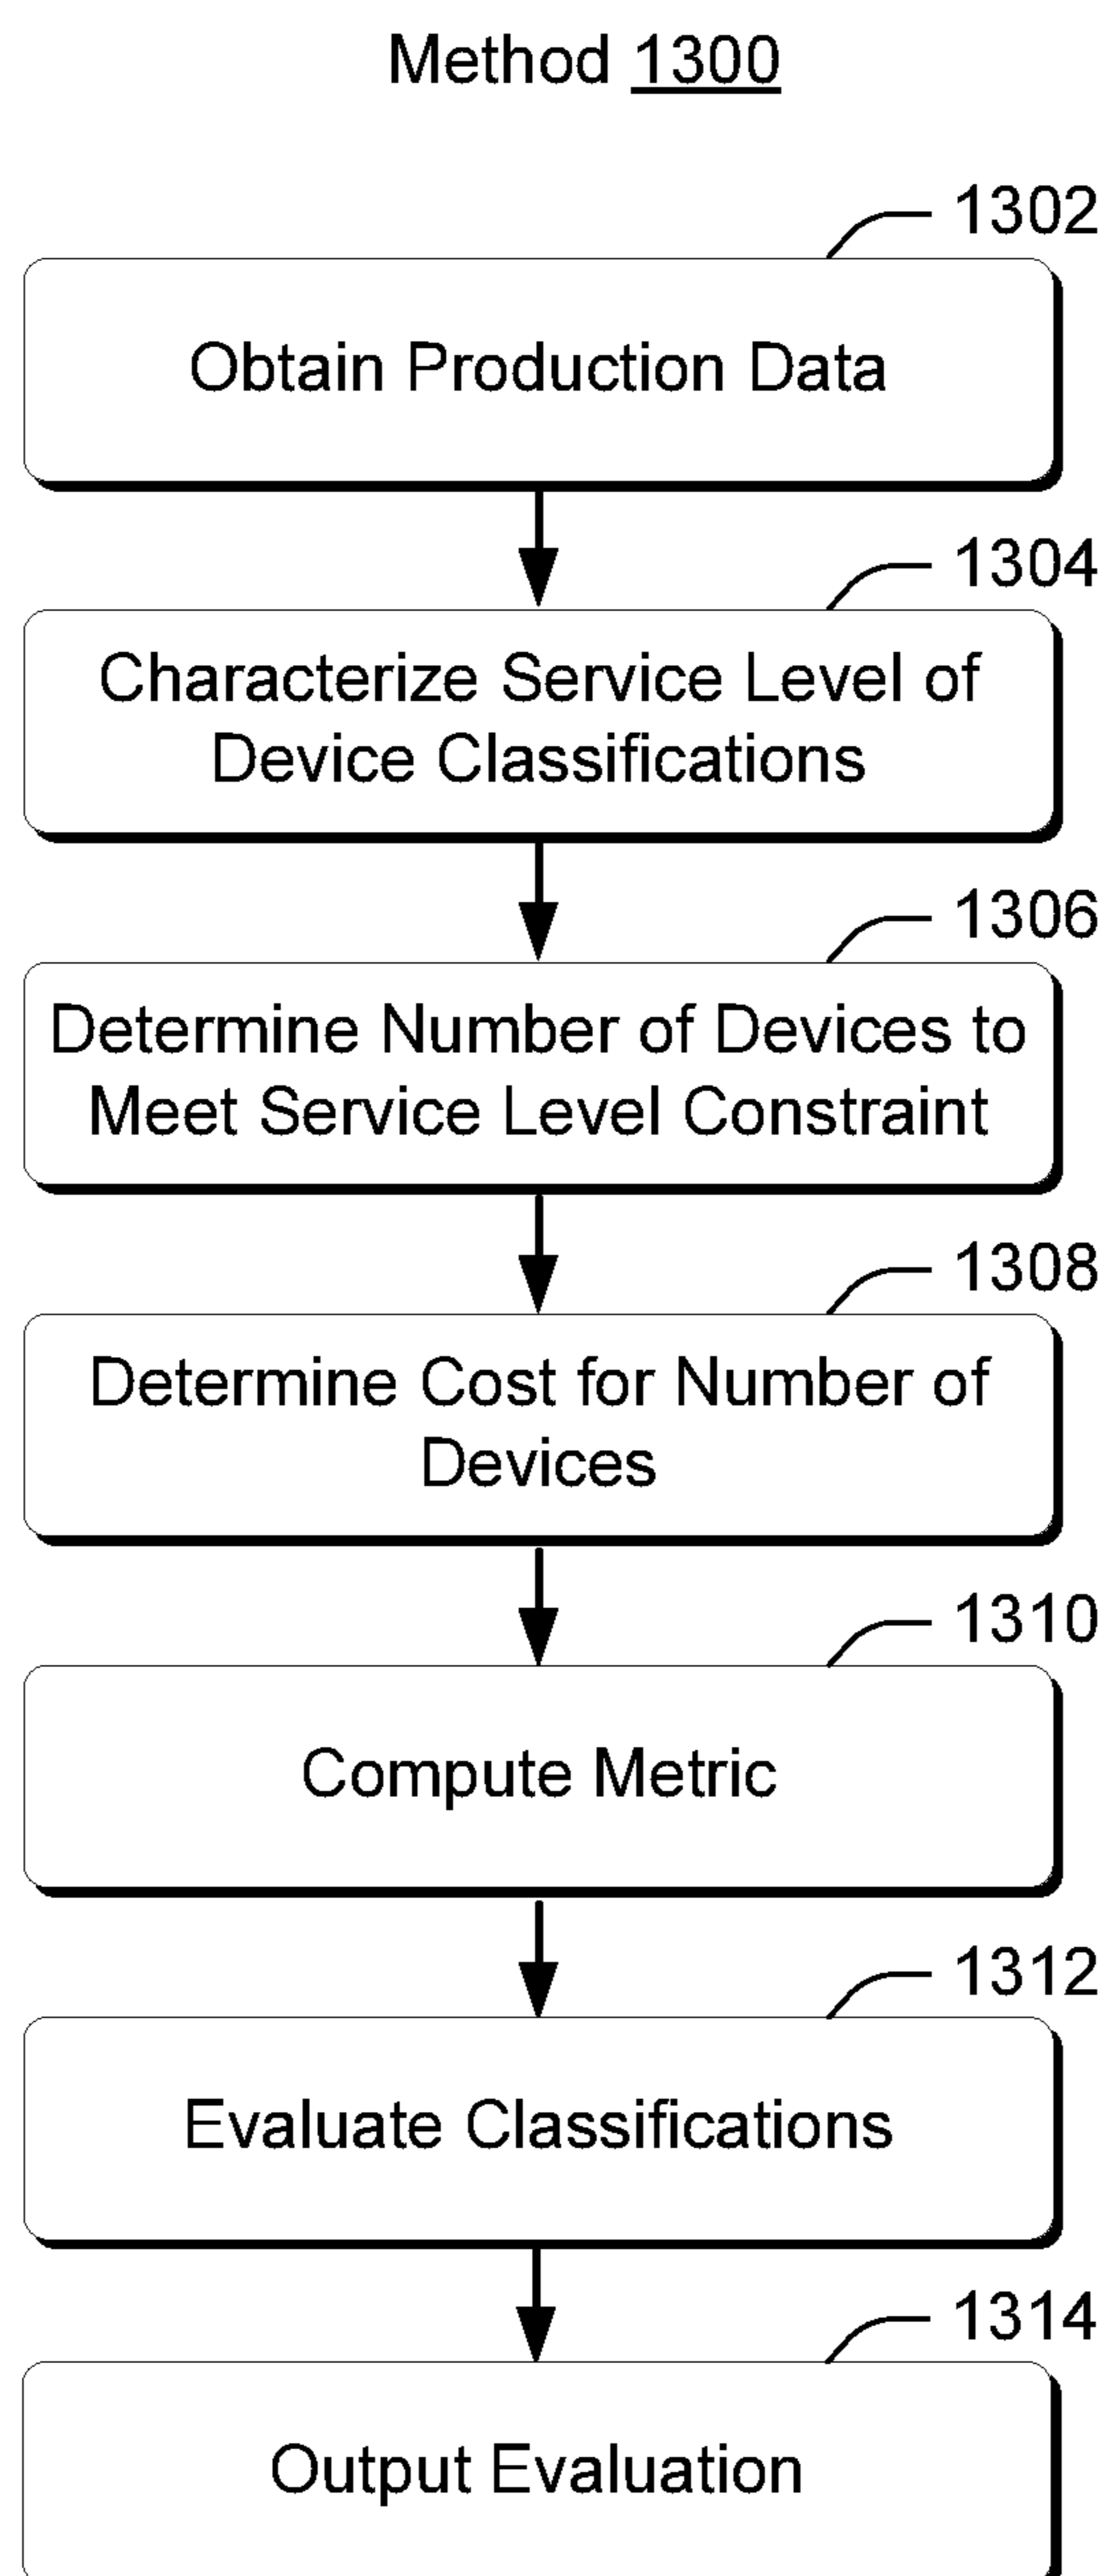 Method 1300
1302
Obtain Production Data
1304
Characterize Service Level of
Device Classifications
1306
Determine Number of Devices to
Meet Service Level Constraint
1308
Determine Cost for Number of
Devices
1310
Compute Metric
1312
Evaluate Classifications
1314
Output Evaluation